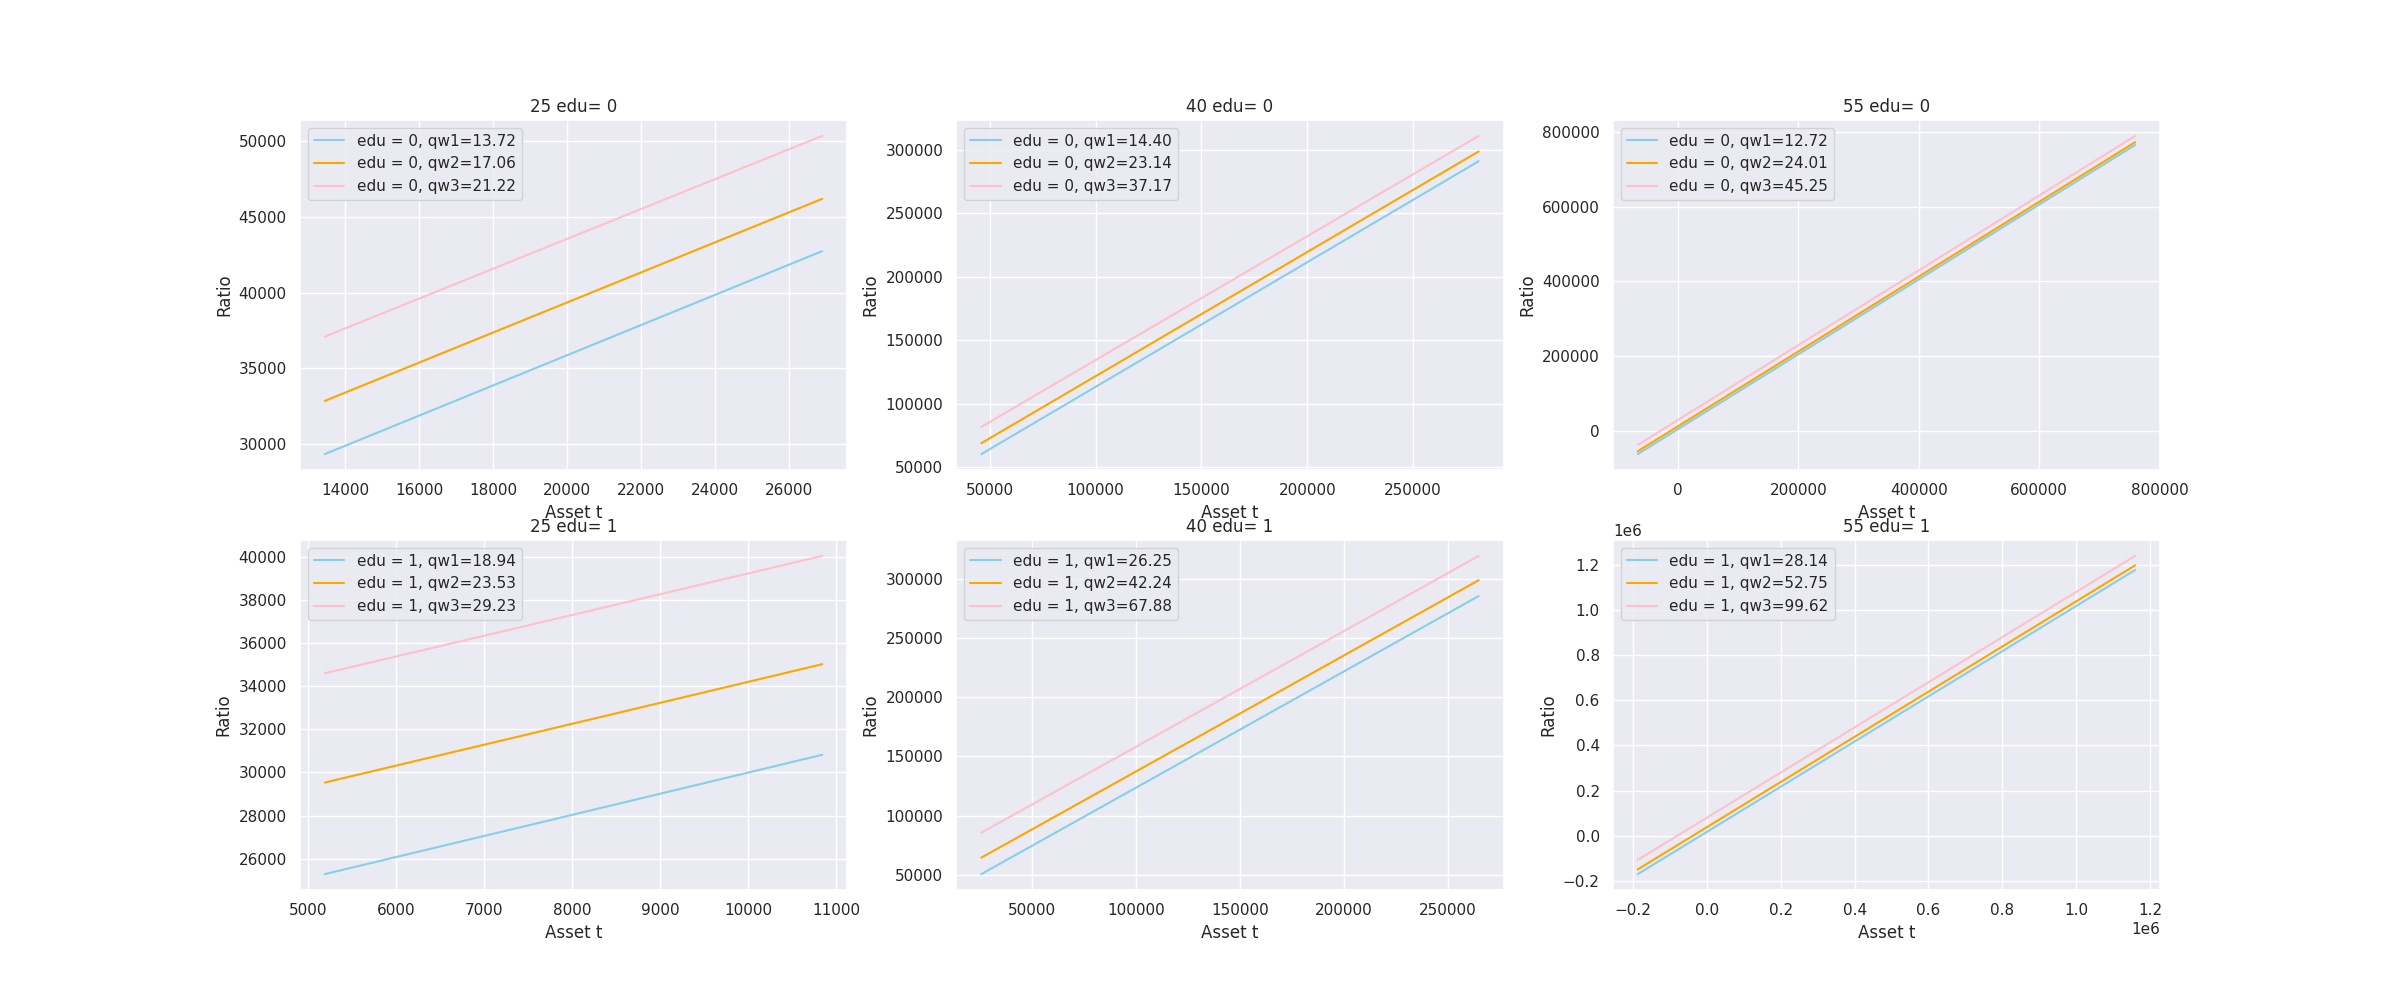 25 edu= 0
50000
45000
40000
35000
30000
Ratio
edu = 0, qw1=13.72
edu = 0, qw2=17.06
edu = 0, qw3=21.22
14000 16000 18000 20000 22000 24000 26000
Asset t
40 edu= 0
300000
250000
200000
150000
100000
50000
Ratio
edu = 0, qw1=14.40
edu = 0, qw2=23.14
edu = 0, qw3=37.17
50000 100000 150000 200000 250000
Asset t
55 edu= 0
800000
600000
400000
200000
0
Ratio
edu = 0, qw1=12.72
edu = 0, qw2=24.01
edu = 0, qw3=45.25
0 200000 400000 600000 800000
Asset t
25 edu= 1
40000
38000
36000
34000
32000
30000
28000
26000
Ratio
edu = 1, qw1=18.94
edu = 1, qw2=23.53
edu = 1, qw3=29.23
5000 6000 7000 8000 9000 10000 11000
Asset t
40 edu= 1
300000
250000
200000
150000
100000
50000
Ratio
edu = 1, qw1=26.25
edu = 1, qw2=42.24
edu = 1, qw3=67.88
50000 100000 150000 200000 250000
Asset t
55 edu= 1
1e6
1.2
1.0
0.8
0.6
0.4
0.2
0.0
−0.2
Ratio
edu = 1, qw1=28.14
edu = 1, qw2=52.75
edu = 1, qw3=99.62
−0.2 0.0 0.2 0.4 0.6 0.8 1.0 1.2
1e6
Asset t